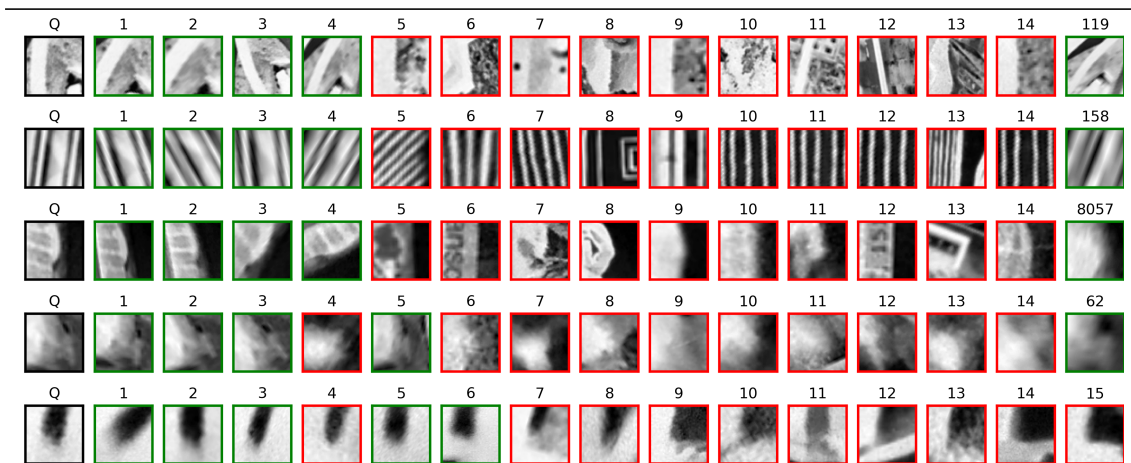 Q 1 2 3 4 5 6 7 8 9 10 11 12 13 14 119
Q 1 2 3 4 5 6 7 8 9 10 11 12 13 14 158
Q 1 2 3 4 5 6 7 8 9 10 11 12 13 14 8057
Q 1 2 3 4 5 6 7 8 9 10 11 12 13 14 62
Q 1 2 3 4 5 6 7 8 9 10 11 12 13 14 15